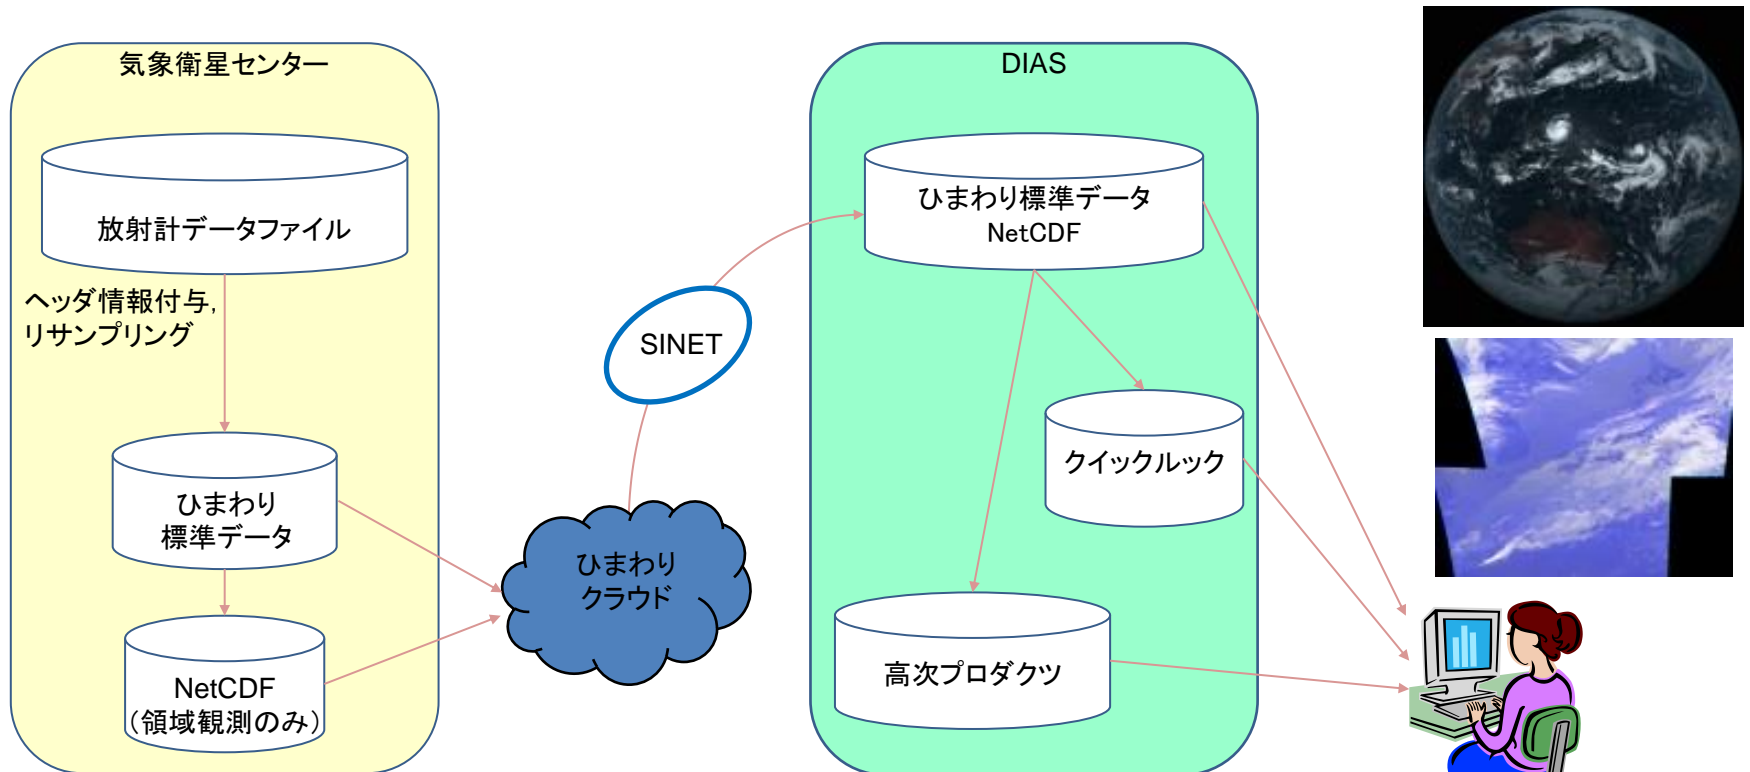 気象衛星センター
放射計データファイル
ヘッダ情報付与,
リサンプリング
ひまわり
標準データ
NetCDF
(領域観測のみ)
ひまわり
クラウド
SINET
DIAS
ひまわり標準データ
NetCDF
クイックルック
高次プロダクツ